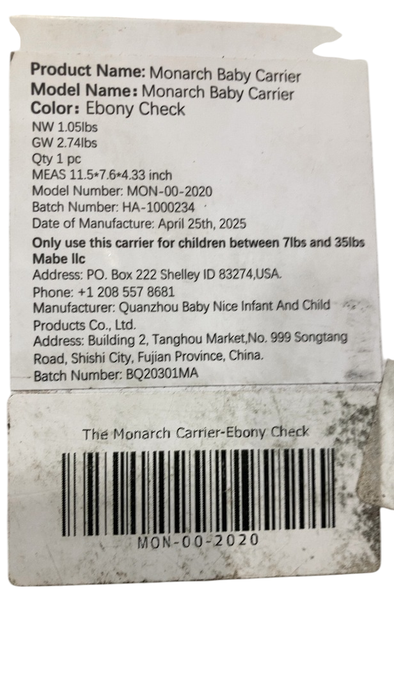 Product Name: Monarch Baby Carrier
Model Name: Monarch Baby Carrier
Color: Ebony Check
NW 1.05lbs
GW 2.74lbs
Qty 1 pc
MEAS 11.5*7.6*4.33 inch
Model Number: MON-00-2020
Batch Number: HA-1000234
Date of Manufacture: April 25th, 2025
Only use this carrier for children between 7lbs and 35lbs
Mabe llc
Address: PO. Box 222 Shelley ID 83274,USA.
Phone: +1 208 557 8681
Manufacturer: Quanzhou Baby Nice Infant And Child
Products Co., Ltd.
Address: Building 2, Tanghou Market,No. 999 Songtang
Road, Shishi City, Fujian Province, China.
Batch Number: BQ20301MA
The Monarch Carrier-Ebony Check
MON-00-2020